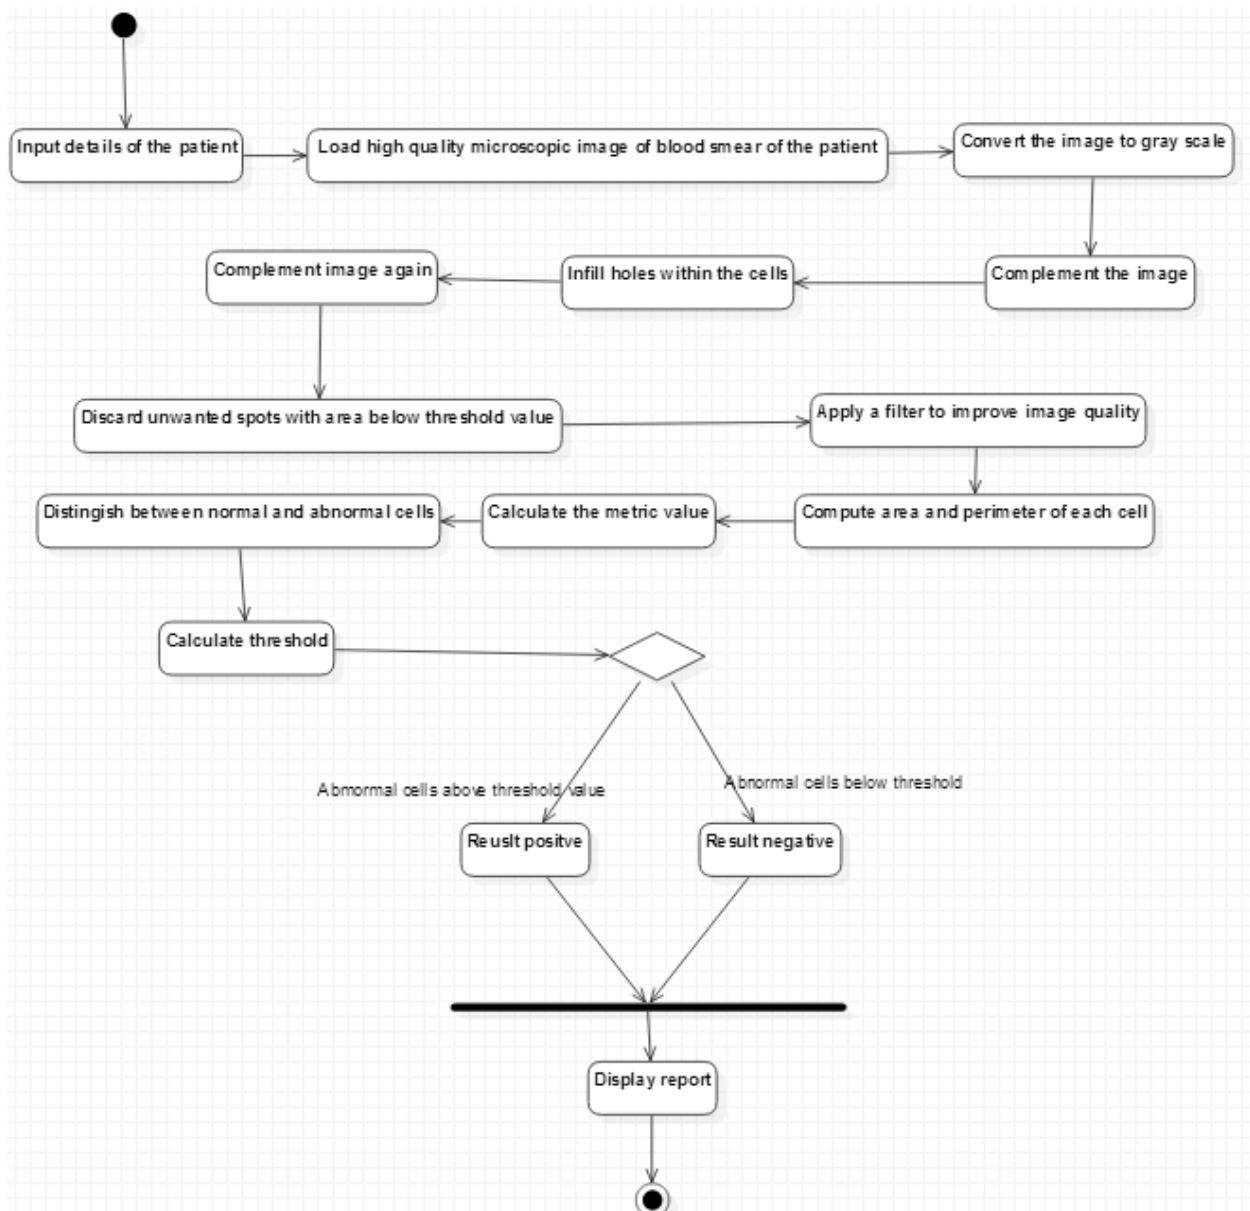 Input details of the patient
Load high quality microscopic image of blood smear of the patient
Convert the image to gray scale
Complement the image
Infill holes within the cells
Complement image again
Discard unwanted spots with area below threshold value
Apply a filter to improve image quality
Compute area and perimeter of each cell
Calculate the metric value
Distingish between normal and abnormal cells
Calculate threshold
Abnormal cells above threshold value
Abnormal cells below threshold
Reuslt positve
Result negative
Display report